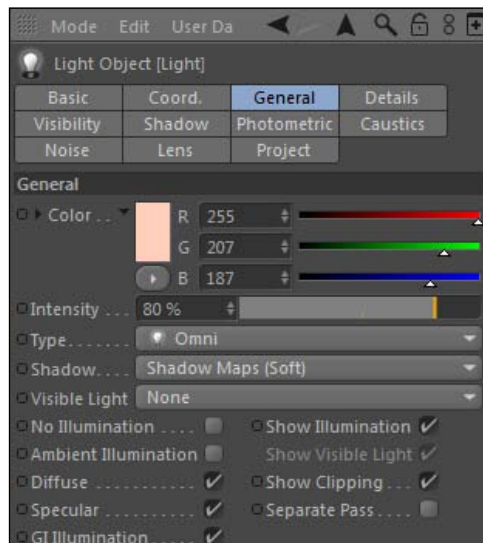 Mode Edit User Da
Light Object [Light]
Basic Coord. General Details
Visibility Shadow Photometric Caustics
Noise Lens Project
General
Color . . R 255
G 207
B 187
Intensity . . . 80 %
Type. . . . . . . Omni
Shadow. . . . Shadow Maps (Soft)
Visible Light None
No Illumination . . . . Show Illumination
Ambient Illumination Show Visible Light
Diffuse . . . . . . . . . . Show Clipping . . .
Specular . . . . . . . . . Separate Pass . . . .
GI Illumination . . . .